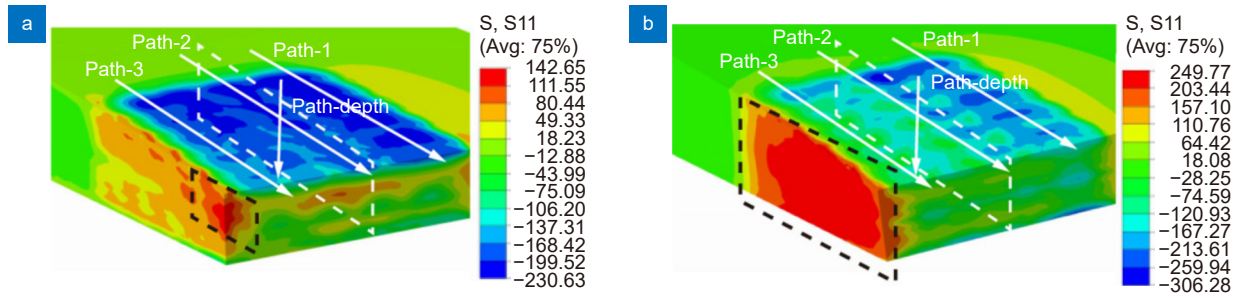 a
Path-1
Path-2
Path-3
Path-depth
S, S11
(Avg: 75%)
142.65
111.55
80.44
49.33
18.23
−12.88
−43.99
−75.09
−106.20
−137.31
−168.42
−199.52
−230.63
b
Path-1
Path-2
Path-3
Path-depth
S, S11
(Avg: 75%)
249.77
203.44
157.10
110.76
64.42
18.08
−28.25
−74.59
−120.93
−167.27
−213.61
−259.94
−306.28